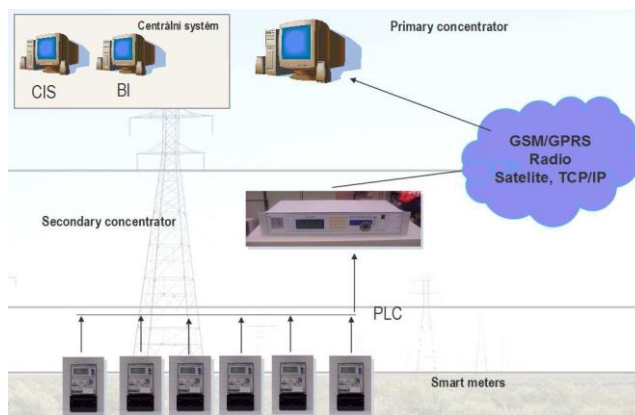 Centrální systém
CIS
BI
Primary concentrator
GSM/GPRS
Radio
Satelite, TCP/IP
Secondary concentrator
PLC
Smart meters